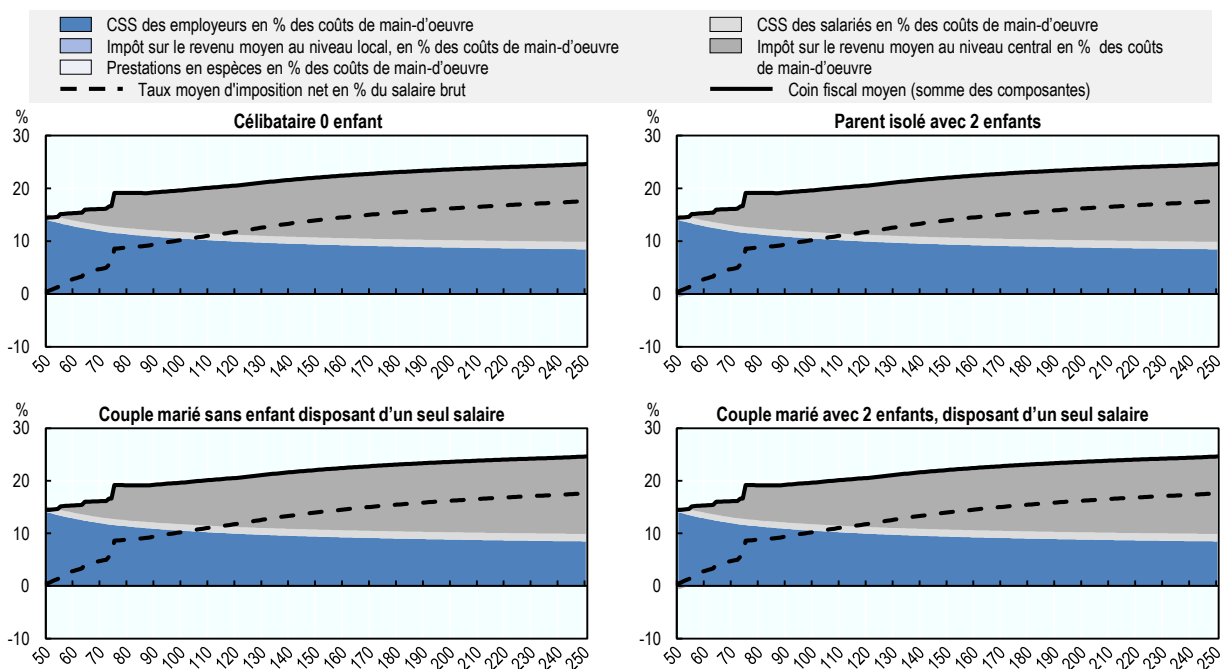 CSS des employeurs en % des coûts de main-d'oeuvre
CSS des salariés en % des coûts de main-d'oeuvre
Impôt sur le revenu moyen au niveau local, en % des coûts de main-d'oeuvre
Impôt sur le revenu moyen au niveau central en % des coûts
de main-d'oeuvre
Prestations en espèces en % des coûts de main-d'oeuvre
Taux moyen d'imposition net en % du salaire brut
Coin fiscal moyen (somme des composantes)
%
Célibataire 0 enfant
30
20
10
0
-10
50 60 70 80 90 100 110 120 130 140 150 160 170 180 190 200 210 220 230 240 250
%
Parent isolé avec 2 enfants
30
20
10
0
-10
50 60 70 80 90 100 110 120 130 140 150 160 170 180 190 200 210 220 230 240 250
%
Couple marié sans enfant disposant d'un seul salaire
30
20
10
0
-10
50 60 70 80 90 100 110 120 130 140 150 160 170 180 190 200 210 220 230 240 250
%
Couple marié avec 2 enfants, disposant d'un seul salaire
30
20
10
0
-10
50 60 70 80 90 100 110 120 130 140 150 160 170 180 190 200 210 220 230 240 250